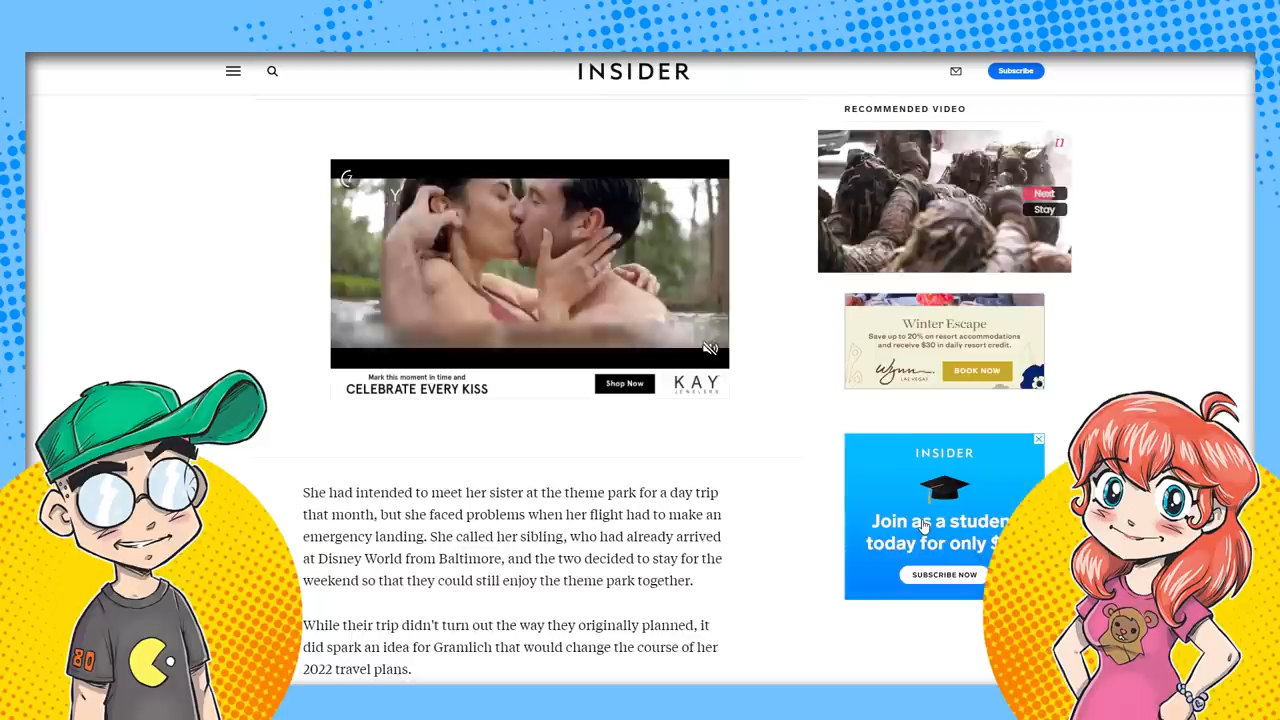 INSIDER
Subscribe
RECOMMENDED VIDEO
7
Next
Stay
Mark this moment in time and
CELEBRATE EVERY KISS
Shop Now
KAY
JEWELERS
Winter Escape
Save up to 20% on resort accommodations
and receive $30 in daily resort credit.
Wynn
LAS VEGAS
BOOK NOW
INSIDER
Join as a studen
today for only $
SUBSCRIBE NOW
She had intended to meet her sister at the theme park for a day trip
that month, but she faced problems when her flight had to make an
emergency landing. She called her sibling, who had already arrived
at Disney World from Baltimore, and the two decided to stay for the
weekend so that they could still enjoy the theme park together.
While their trip didn't turn out the way they originally planned, it
did spark an idea for Gramlich that would change the course of her
2022 travel plans.
80